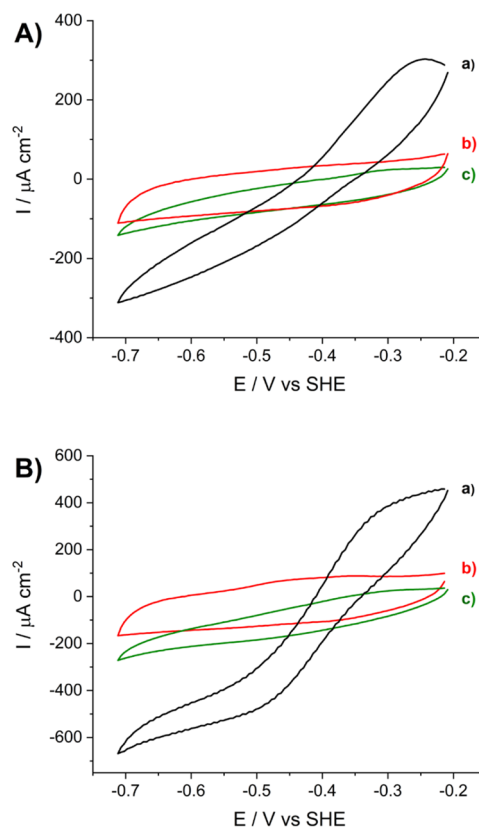 A)
400
200
0
-200
-400
I / μA cm-2
-0.7 -0.6 -0.5 -0.4 -0.3 -0.2
E / V vs SHE
a)
b)
c)
B)
600
400
200
0
-200
-400
-600
I / μA cm-2
-0.7 -0.6 -0.5 -0.4 -0.3 -0.2
E / V vs SHE
a)
b)
c)